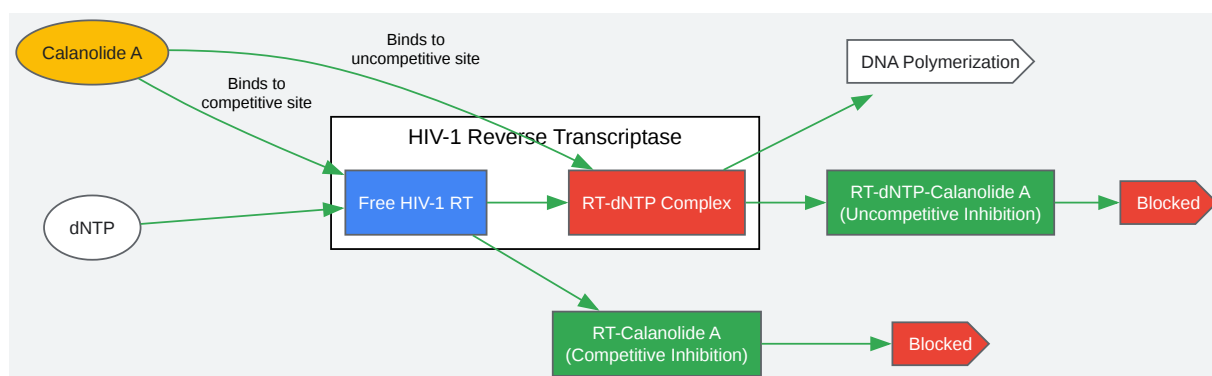 Calanolide A
Binds to
uncompetitive site
Binds to
competitive site
DNA Polymerization
HIV-1 Reverse Transcriptase
Free HIV-1 RT
RT-dNTP Complex
RT-dNTP-Calanolide A
(Uncompetitive Inhibition)
Blocked
dNTP
RT-Calanolide A
(Competitive Inhibition)
Blocked